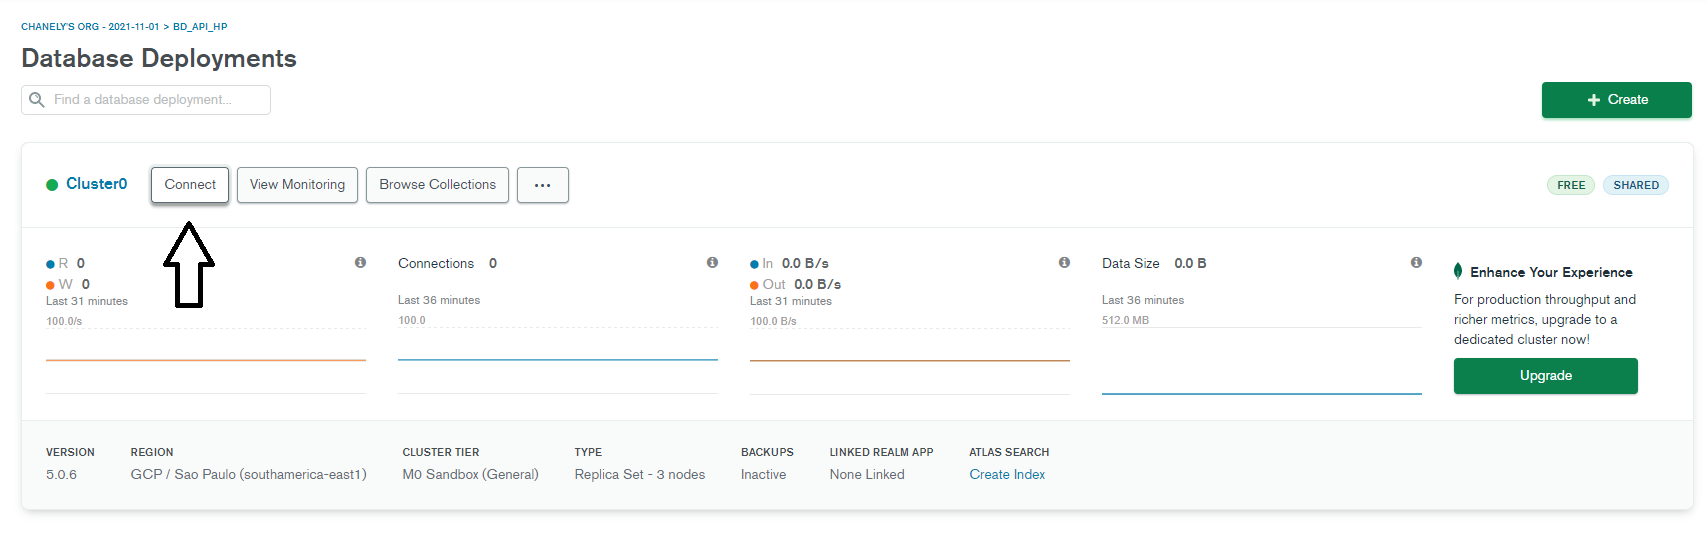 CHANELY'S ORG - 2021-11-01 > BD_API_HP
Database Deployments
Find a database deployment...
+ Create
Cluster0
Connect
View Monitoring
Browse Collections
...
FREE
SHARED
R 0
W 0
Last 31 minutes
100.0/s
Connections 0
Last 36 minutes
100.0
In 0.0 B/s
Out 0.0 B/s
Last 31 minutes
100.0 B/s
Data Size 0.0 B
Last 36 minutes
512.0 MB
Enhance Your Experience
For production throughput and
richer metrics, upgrade to a
dedicated cluster now!
Upgrade
VERSION
5.0.6
REGION
GCP / Sao Paulo (southamerica-east1)
CLUSTER TIER
M0 Sandbox (General)
TYPE
Replica Set - 3 nodes
BACKUPS
Inactive
LINKED REALM APP
None Linked
ATLAS SEARCH
Create Index